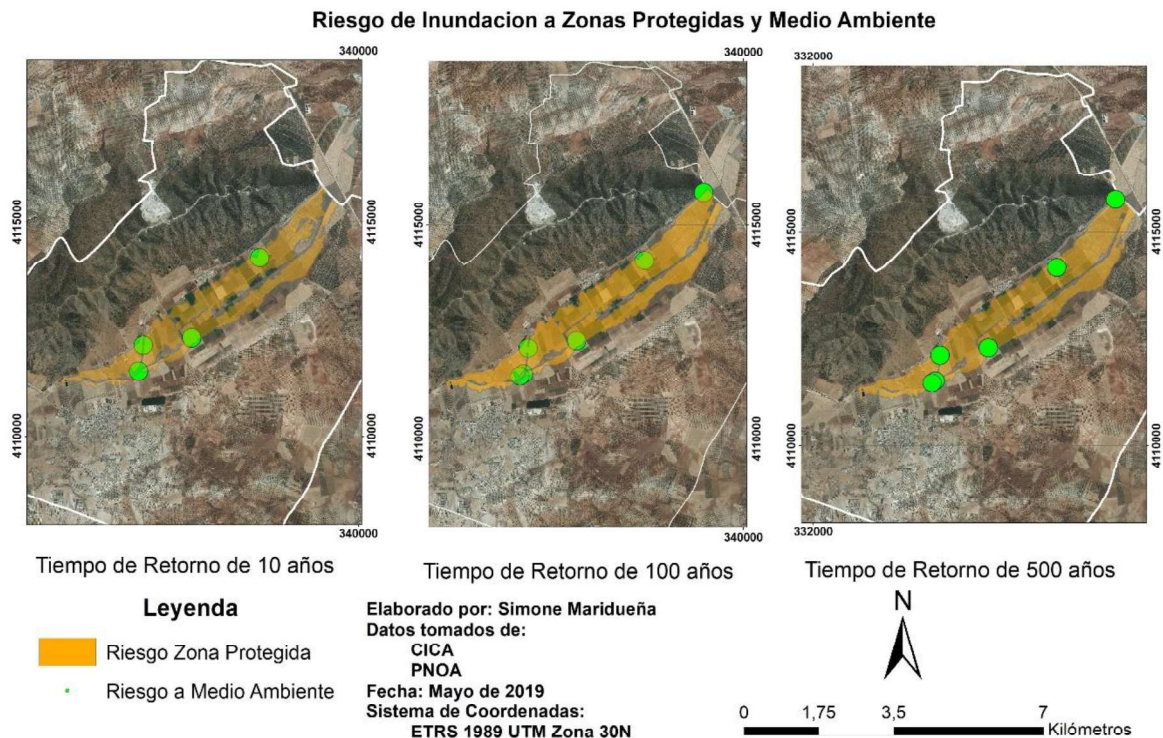 Riesgo de Inundacion a Zonas Protegidas y Medio Ambiente
340000
340000
332000
4115000
4115000
4115000
4115000
4115000
4110000
4110000
4110000
4110000
4110000
340000
340000
332000
Tiempo de Retorno de 10 años
Tiempo de Retorno de 100 años
Tiempo de Retorno de 500 años
Leyenda
Riesgo Zona Protegida
Riesgo a Medio Ambiente
Elaborado por: Simone Maridueña
Datos tomados de:
CICA
PNOA
Fecha: Mayo de 2019
Sistema de Coordenadas:
ETRS 1989 UTM Zona 30N
N
0 1,75 3,5 7
Kilómetros